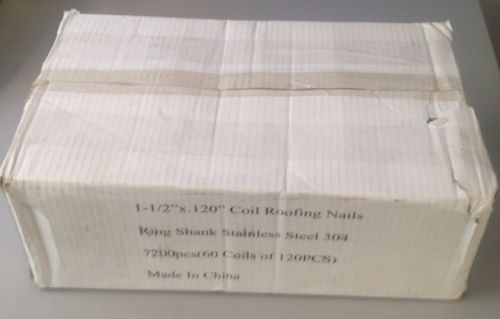 1-1/2"x.120" Coil Roofing Nails
Ring Shank Stainless Steel 304
7200pcs(60 Coils of 120PCS)
Made In China